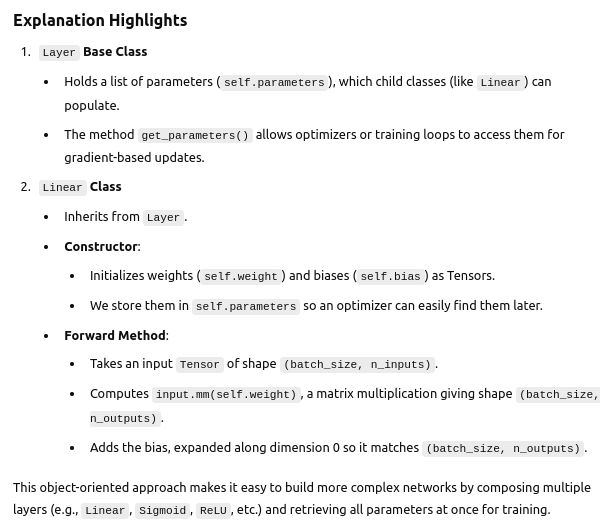 Explanation Highlights
1. Layer Base Class
• Holds a list of parameters (self.parameters), which child classes (like Linear) can
populate.
• The method get_parameters() allows optimizers or training loops to access them for
gradient-based updates.
2. Linear Class
• Inherits from Layer.
• Constructor:
• Initializes weights (self.weight) and biases (self.bias) as Tensors.
• We store them in self.parameters so an optimizer can easily find them later.
• Forward Method:
• Takes an input Tensor of shape (batch_size, n_inputs).
• Computes input.mm(self.weight), a matrix multiplication giving shape (batch_size,
n_outputs).
• Adds the bias, expanded along dimension 0 so it matches (batch_size, n_outputs).
This object-oriented approach makes it easy to build more complex networks by composing multiple
layers (e.g., Linear, Sigmoid, ReLU, etc.) and retrieving all parameters at once for training.